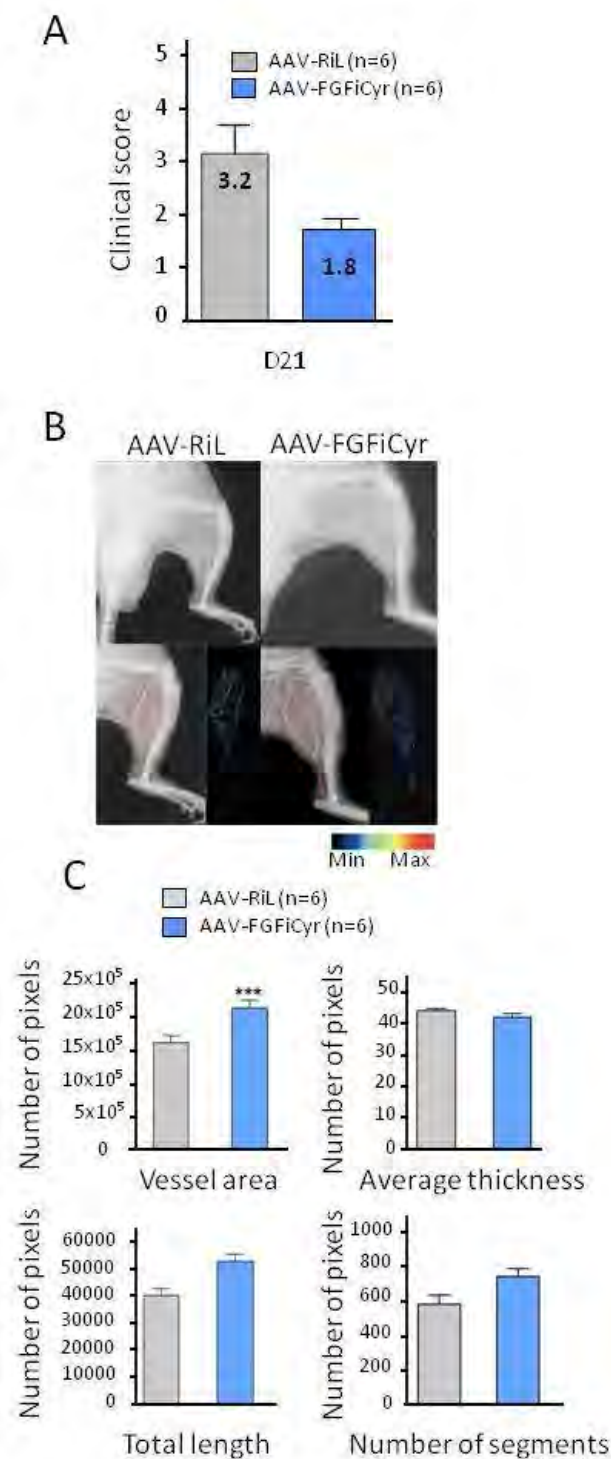 A
Clinical score
5
4
3
2
1
0
AAV-RiL (n=6)
AAV-FGFiCyr (n=6)
3.2
1.8
D21
B
AAV-RiL AAV-FGFiCyr
Min Max
C
AAV-RiL (n=6)
AAV-FGFiCyr (n=6)
Number of pixels
25x10⁵
20x10⁵
15x10⁵
10x10⁵
5x10⁵
0
***
Vessel area
Number of pixels
50
40
30
20
10
0
Average thickness
Number of pixels
60000
50000
40000
30000
20000
10000
0
Total length
Number of pixels
1000
800
600
400
200
0
Number of segments